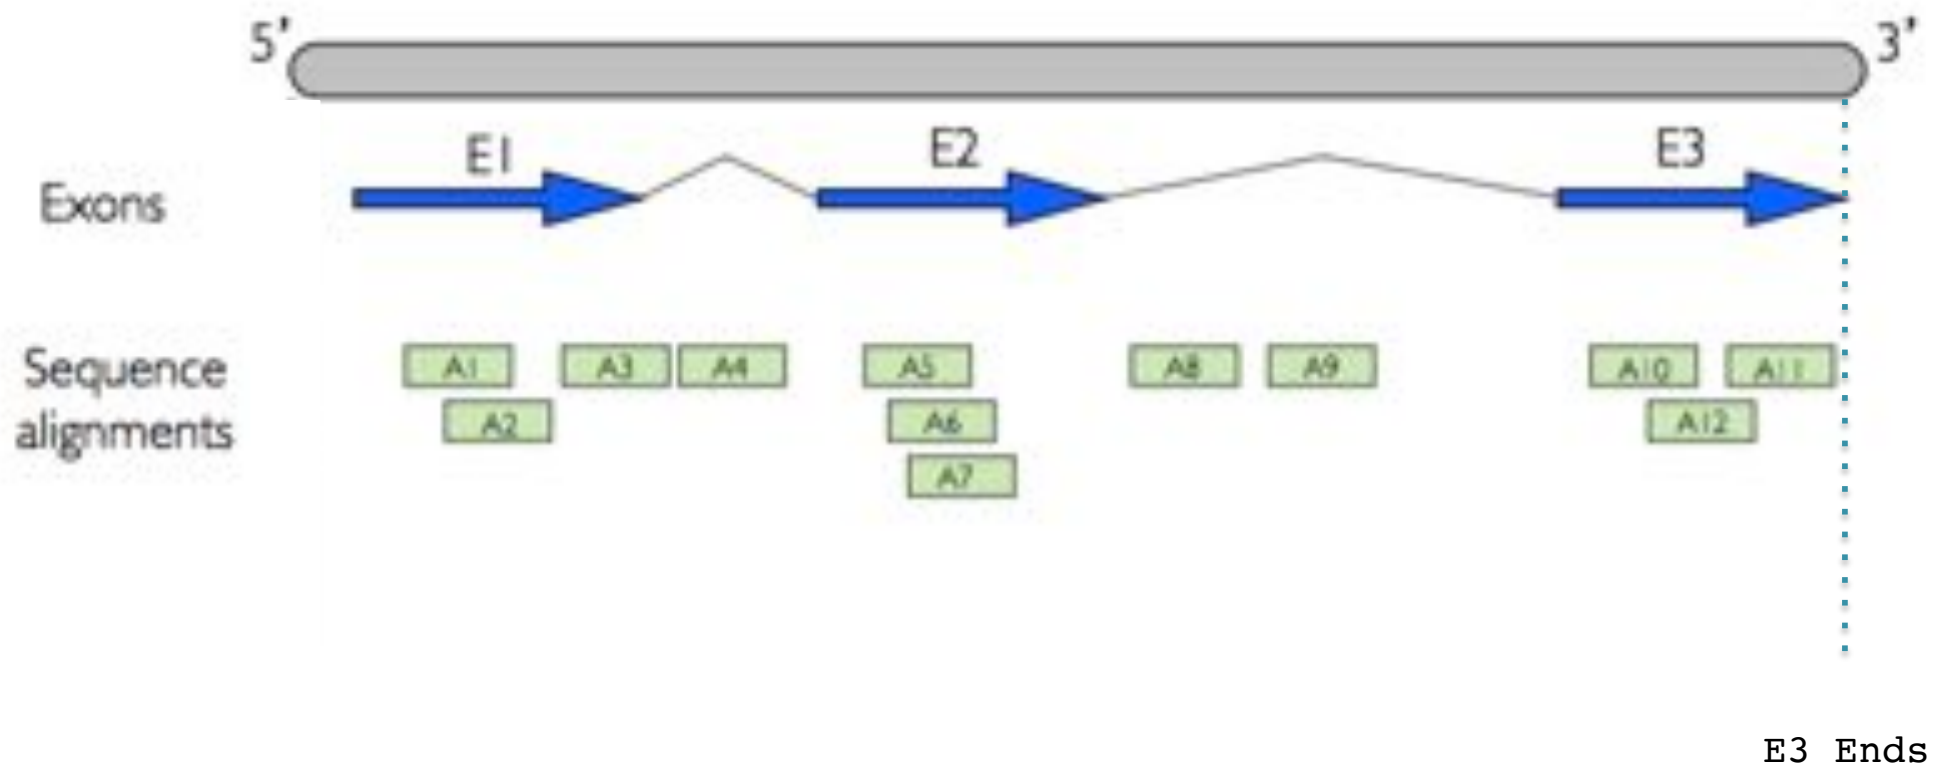 5' 3'
E1 E2 E3
Exons
Sequence alignments
A1 A3 A4 A5 A8 A9 A10 A11
A2 A6 A12
A7
E3 Ends